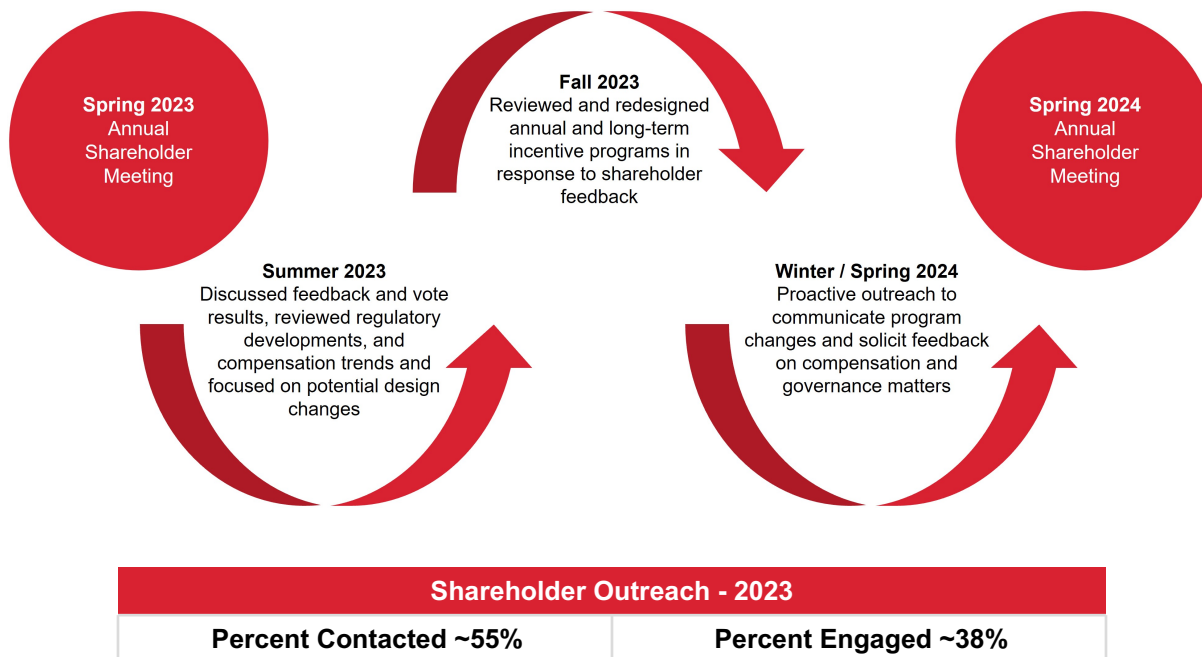 Spring 2023
Annual
Shareholder
Meeting
Summer 2023
Discussed feedback and vote
results, reviewed regulatory
developments, and
compensation trends and
focused on potential design
changes
Fall 2023
Reviewed and redesigned
annual and long-term
incentive programs in
response to shareholder
feedback
Winter / Spring 2024
Proactive outreach to
communicate program
changes and solicit feedback
on compensation and
governance matters
Spring 2024
Annual
Shareholder
Meeting
Shareholder Outreach - 2023
Percent Contacted ~55%
Percent Engaged ~38%